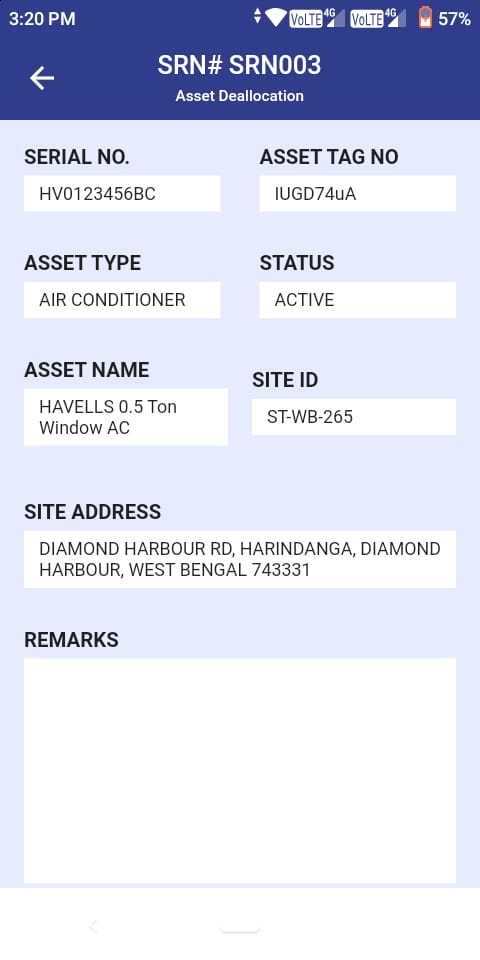 3:20 PM VoLTE 4G VoLTE 4G 57%
SRN# SRN003
Asset Deallocation
SERIAL NO. ASSET TAG NO
HV0123456BC IUGD74uA
ASSET TYPE STATUS
AIR CONDITIONER ACTIVE
ASSET NAME SITE ID
HAVELLS 0.5 Ton ST-WB-265
Window AC
SITE ADDRESS
DIAMOND HARBOUR RD, HARINDANGA, DIAMOND
HARBOUR, WEST BENGAL 743331
REMARKS